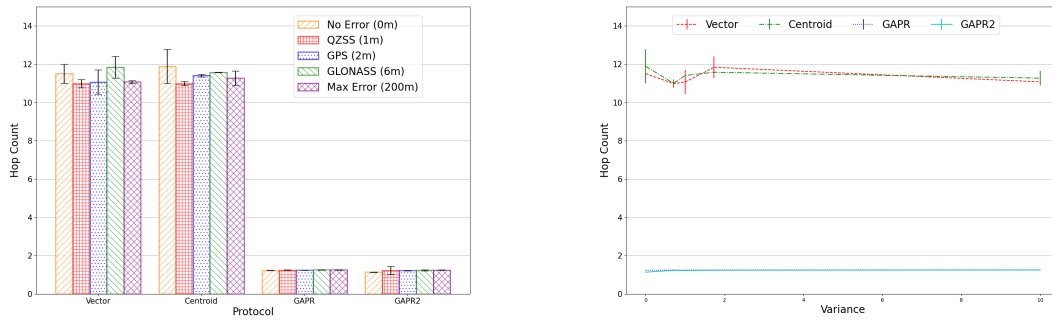 14
12
10
8
6
4
2
0
Hop Count
No Error (0m)
QZSS (1m)
GPS (2m)
GLONASS (6m)
Max Error (200m)
Vector
Centroid
GAPR
GAPR2
Protocol
14
12
10
8
6
4
2
0
Hop Count
Vector
Centroid
GAPR
GAPR2
0
2
4
6
8
10
Variance